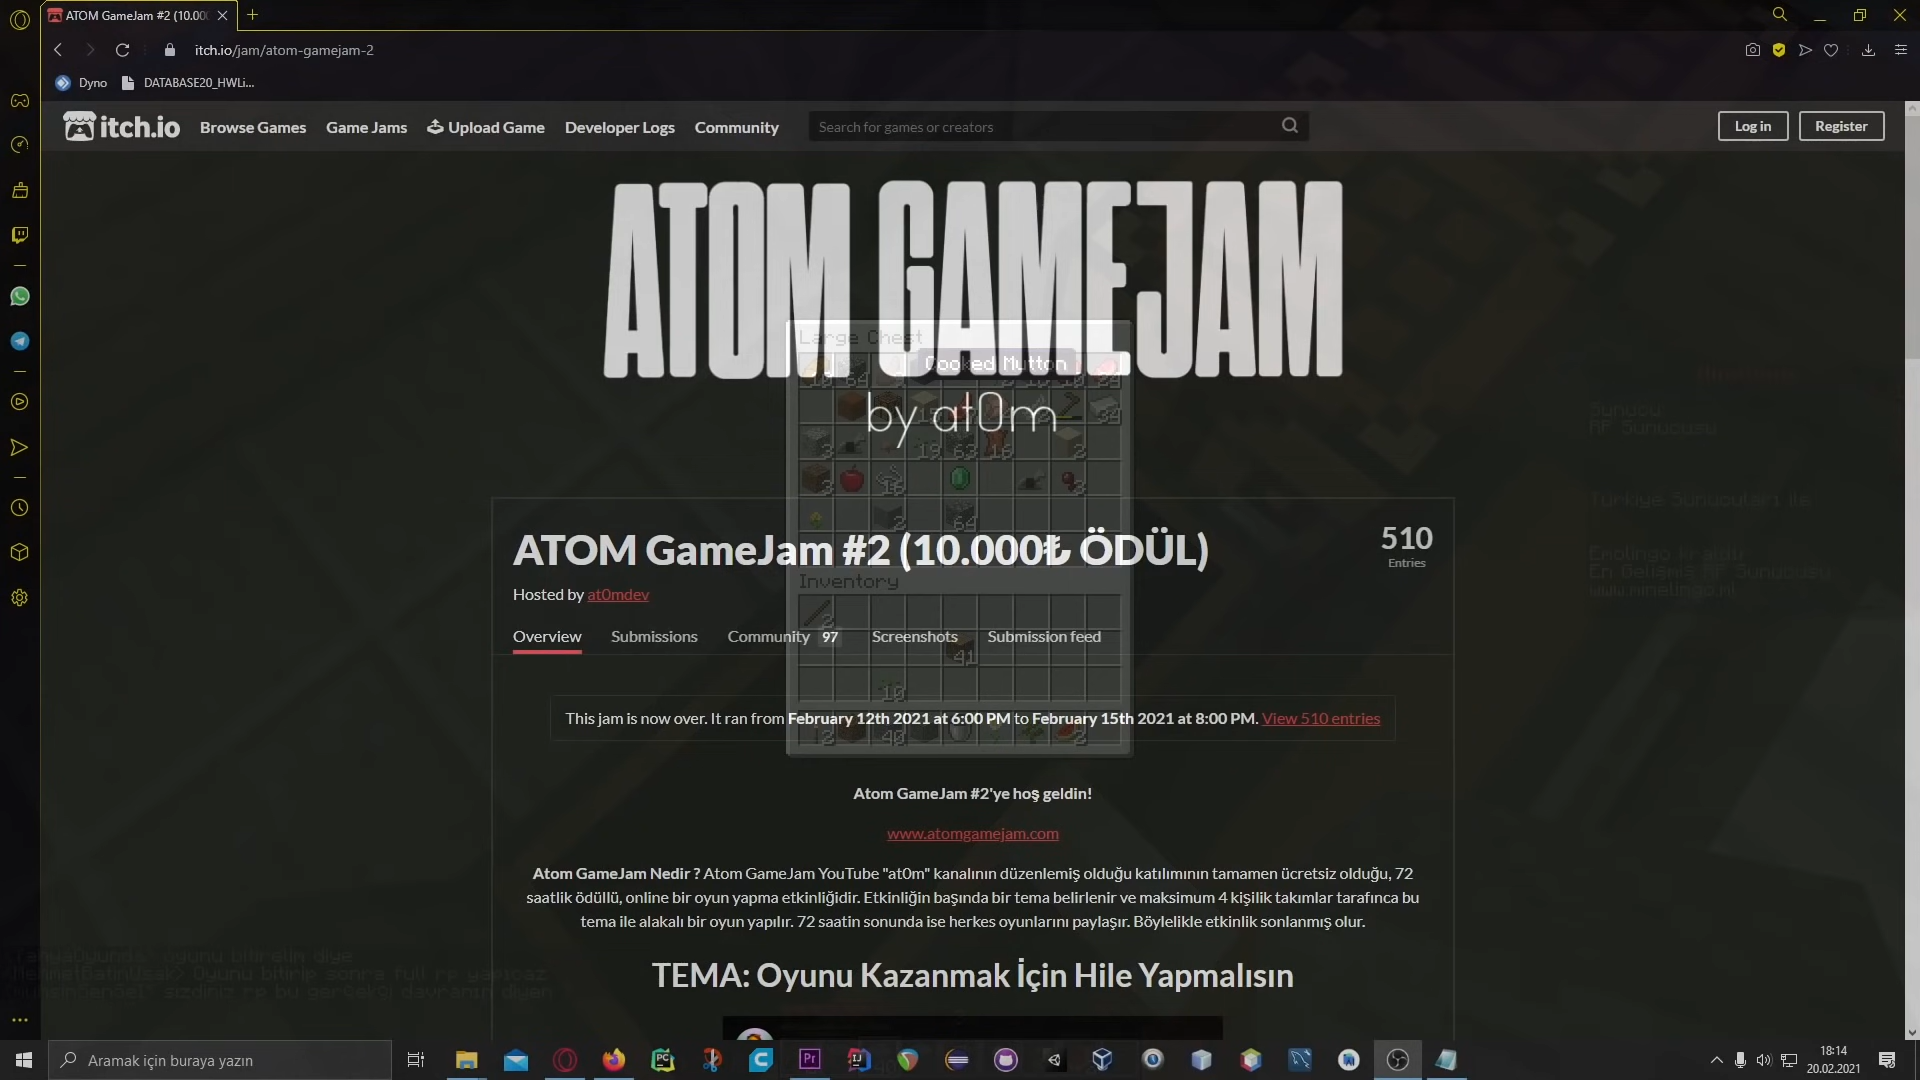 ATOM GameJam #2 (10.000
itch.io/jam/atom-gamejam-2
Dyno
DATABASE20_HWLi...
itch.io
Browse Games
Game Jams
Upload Game
Developer Logs
Community
Search for games or creators
Log in
Register
ATOM GAMEJAM
by at0m
Large Chest
Cooked Mutton
ATOM GameJam #2 (10.000₺ ÖDÜL)
510
Entries
Hosted by at0mdev
Inventory
Overview
Submissions
Community 97
Screenshots
Submission feed
This jam is now over. It ran from February 12th 2021 at 6:00 PM to February 15th 2021 at 8:00 PM. View 510 entries
Atom GameJam #2'ye hoş geldin!
www.atomgamejam.com
Atom GameJam Nedir ? Atom GameJam YouTube "at0m" kanalının düzenlemiş olduğu katılımının tamamen ücretsiz olduğu, 72
saatlik ödüllü, online bir oyun yapma etkinliğidir. Etkinliğin başında bir tema belirlenir ve maksimum 4 kişilik takımlar tarafınca bu
tema ile alakalı bir oyun yapılır. 72 saatin sonunda ise herkes oyunlarını paylaşır. Böylelikle etkinlik sonlanmış olur.
TEMA: Oyunu Kazanmak İçin Hile Yapmalısın
Aramak için buraya yazın
18:14
20.02.2021